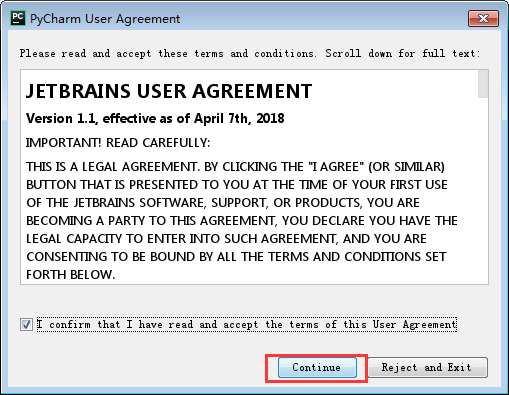 PC
PyCharm User Agreement
Please read and accept these terms and conditions. Scroll down for full text:
JETBRAINS USER AGREEMENT
Version 1.1, effective as of April 7th, 2018
IMPORTANT! READ CAREFULLY:
THIS IS A LEGAL AGREEMENT. BY CLICKING THE "I AGREE" (OR SIMILAR)
BUTTON THAT IS PRESENTED TO YOU AT THE TIME OF YOUR FIRST USE
OF THE JETBRAINS SOFTWARE, SUPPORT, OR PRODUCTS, YOU ARE
BECOMING A PARTY TO THIS AGREEMENT, YOU DECLARE YOU HAVE THE
LEGAL CAPACITY TO ENTER INTO SUCH AGREEMENT, AND YOU ARE
CONSENTING TO BE BOUND BY ALL THE TERMS AND CONDITIONS SET
FORTH BELOW.
I confirm that I have read and accept the terms of this User Agreement
Continue
Reject and Exit